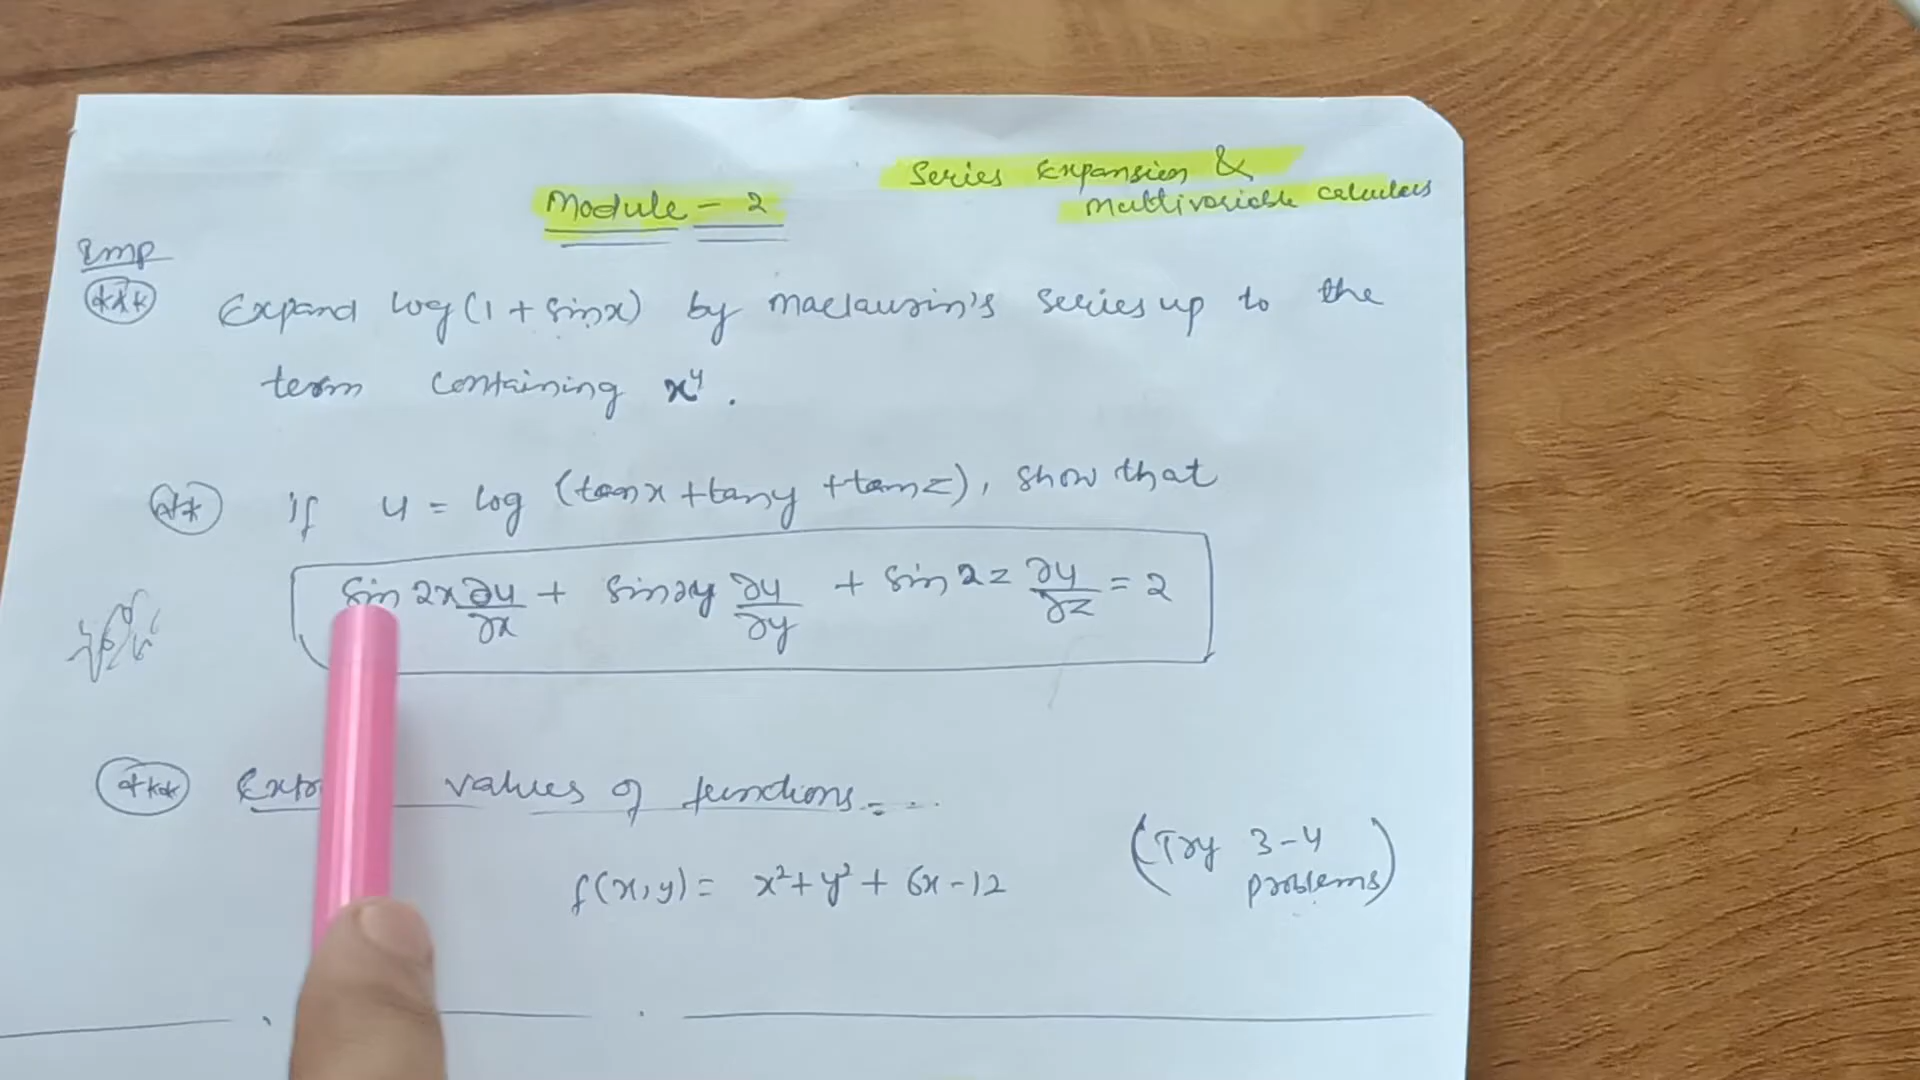 Module - 2
Series Expansion &
Multivariable calculus
Imp
*** Expand log(1 + sinx) by Maclaurin's series up to the
term containing x⁴.
** If u = log (tanx + tany + tanz), show that
sin 2x ∂u/∂x + sin2y ∂u/∂y + sin 2z ∂u/∂z = 2
*** values of functions - ...
f(x,y) = x² + y² + 6x - 12
(Try 3-4
problems)